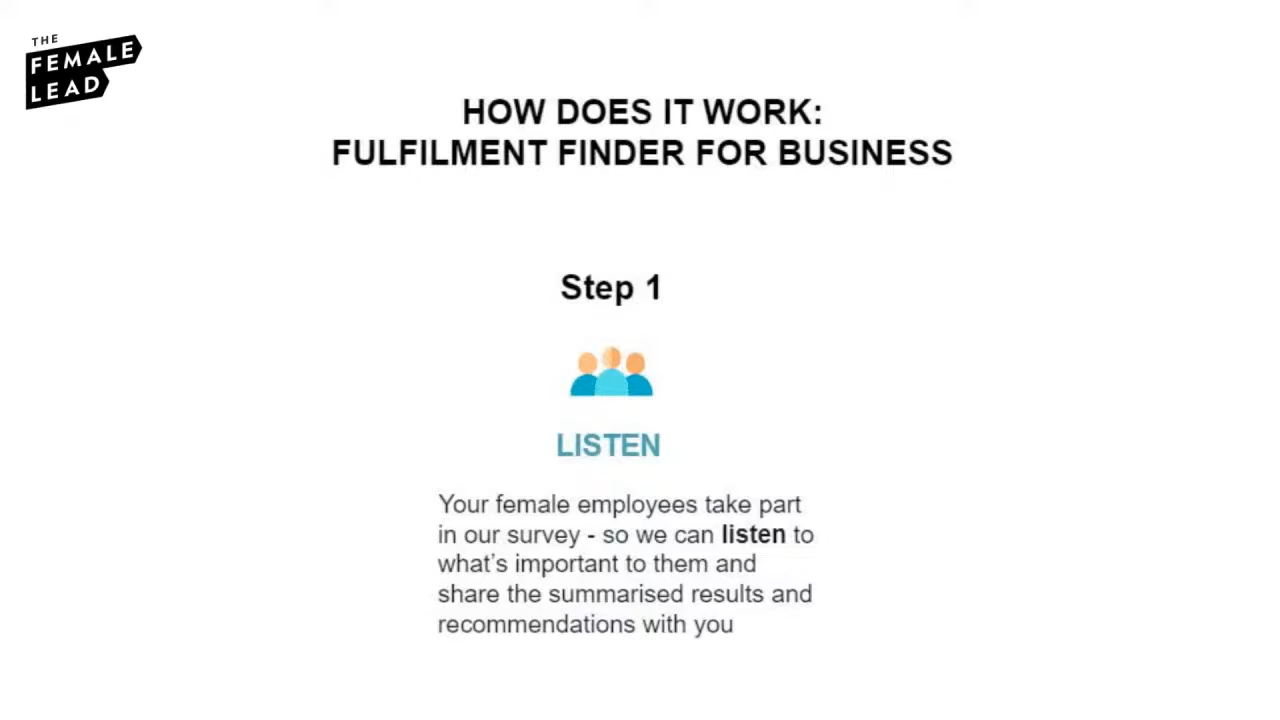 THE
FEMALE
LEAD
HOW DOES IT WORK:
FULFILMENT FINDER FOR BUSINESS
Step 1
LISTEN
Your female employees take part
in our survey - so we can listen to
what's important to them and
share the summarised results and
recommendations with you